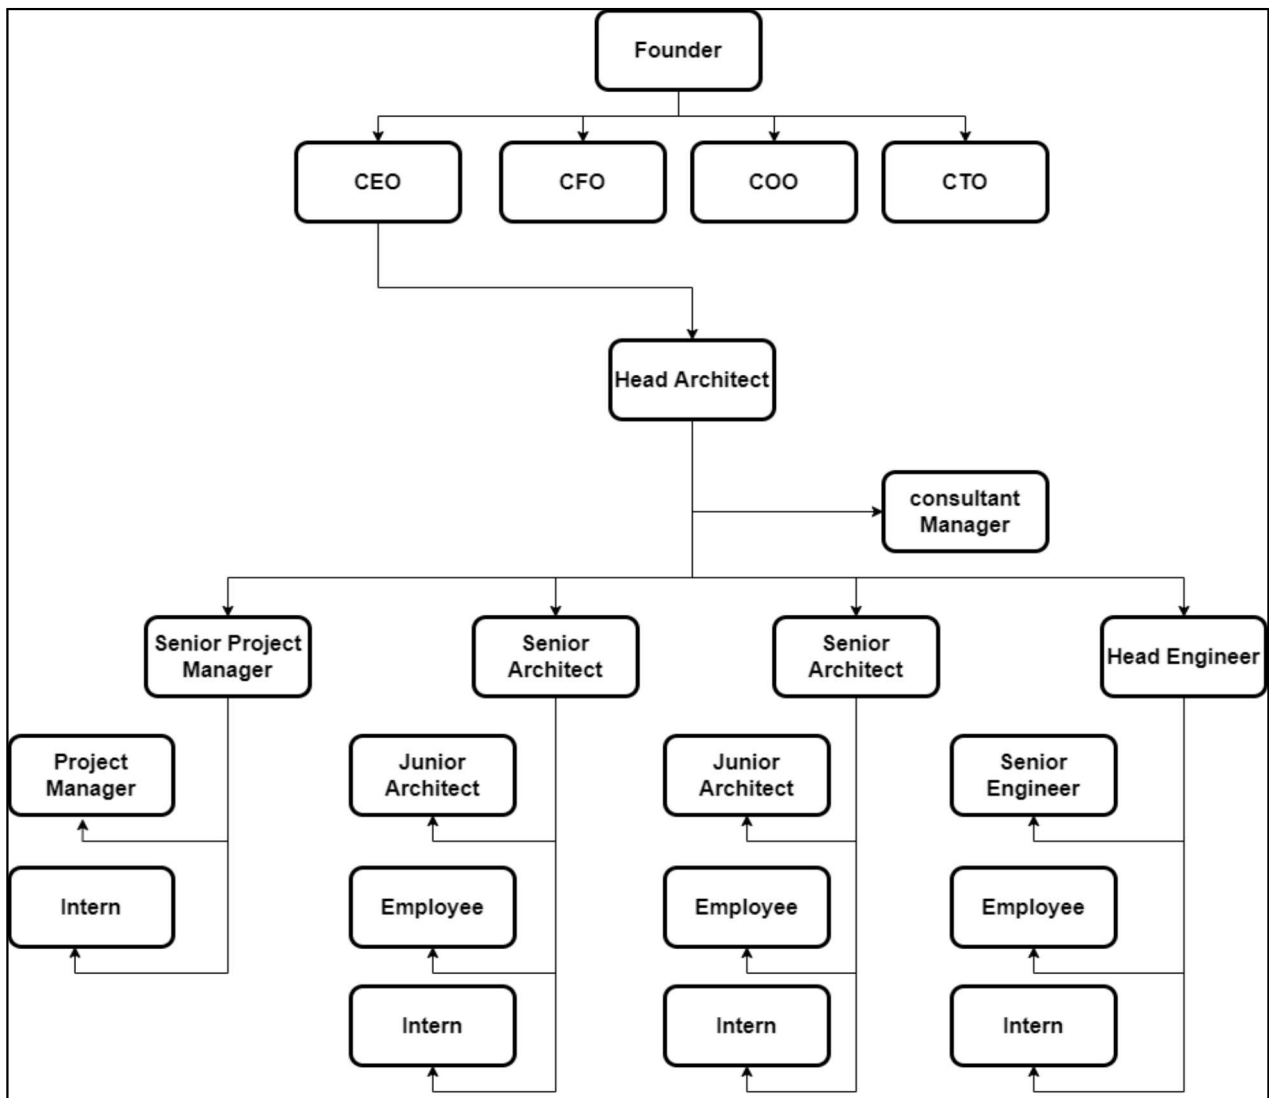 Founder
CEO
CFO
COO
CTO
Head Architect
consultant
Manager
Senior Project
Manager
Senior
Architect
Senior
Architect
Head Engineer
Project
Manager
Junior
Architect
Junior
Architect
Senior
Engineer
Intern
Employee
Employee
Employee
Intern
Intern
Intern